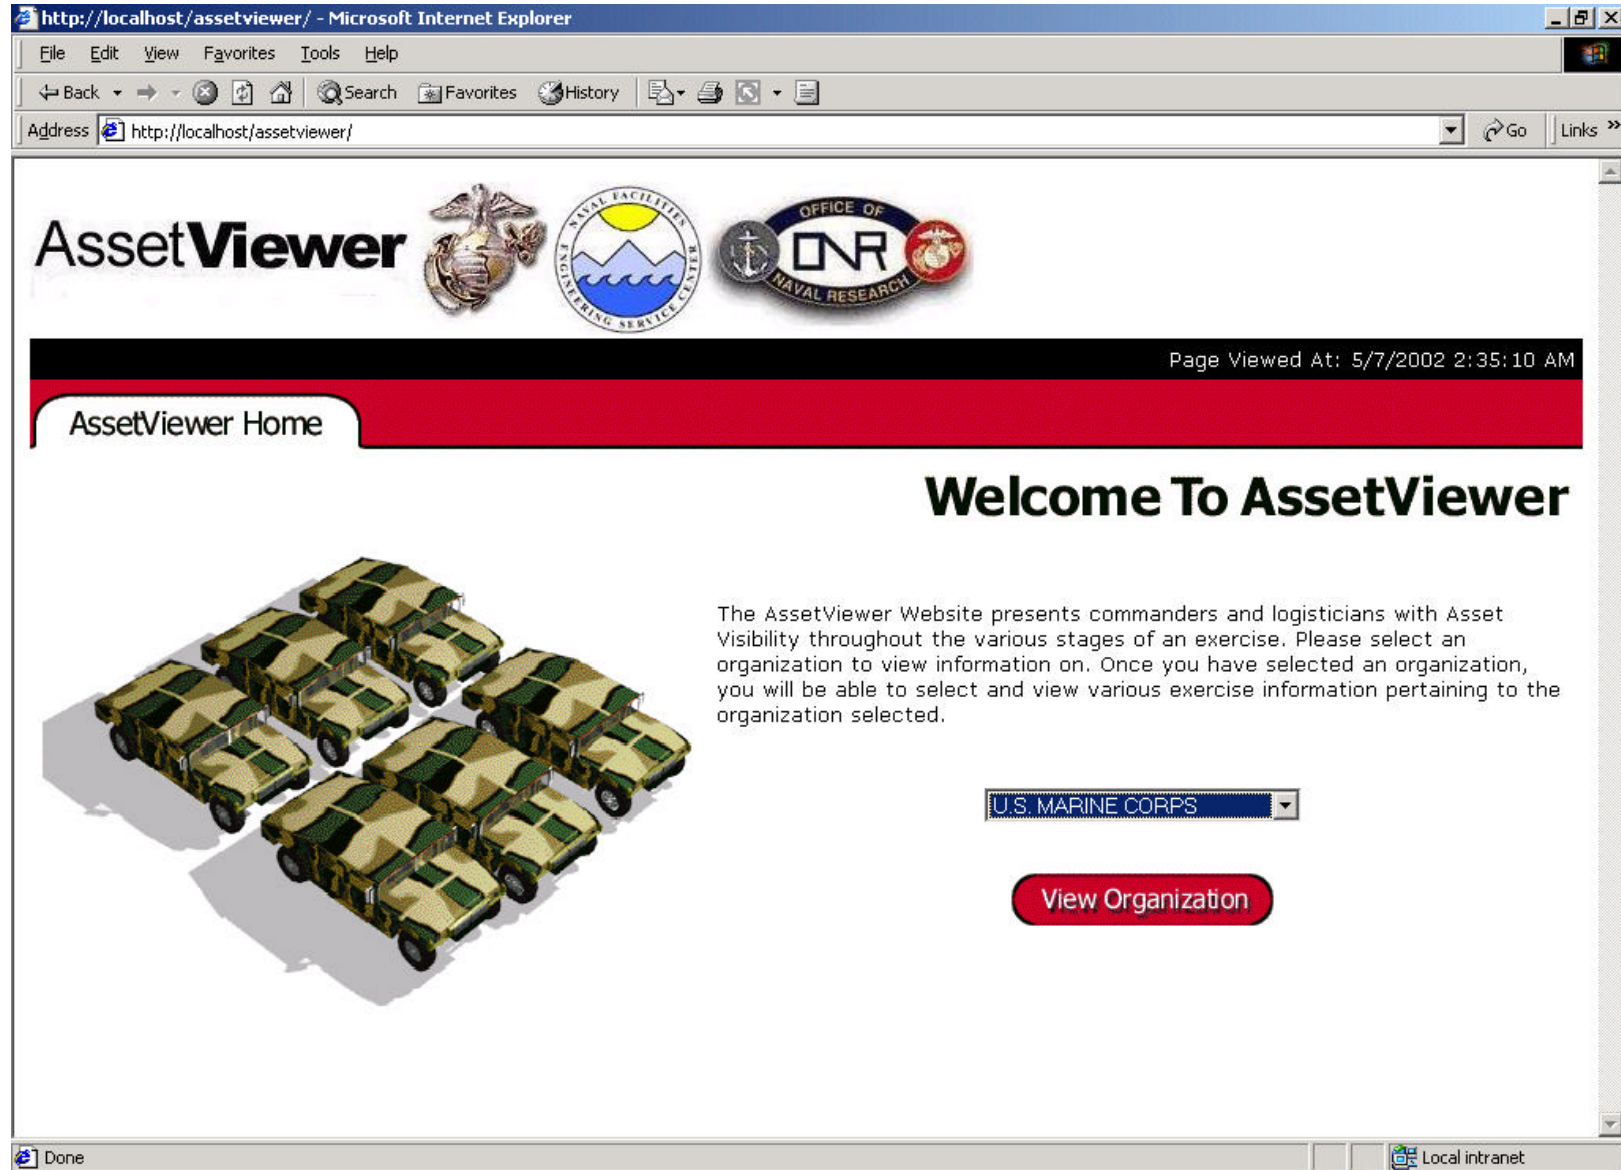 http://localhost/assetviewer/ - Microsoft Internet Explorer
File Edit View Favorites Tools Help
Back Search Favorites History
Address http://localhost/assetviewer/ Go Links »
AssetViewer
NAVAL FACILITIES
ENGINEERING SERVICE CENTER
OFFICE OF
ONR
NAVAL RESEARCH
Page Viewed At: 5/7/2002 2:35:10 AM
AssetViewer Home
Welcome To AssetViewer
The AssetViewer Website presents commanders and logisticians with Asset
Visibility throughout the various stages of an exercise. Please select an
organization to view information on. Once you have selected an organization,
you will be able to select and view various exercise information pertaining to the
organization selected.
U.S. MARINE CORPS
View Organization
Done Local intranet